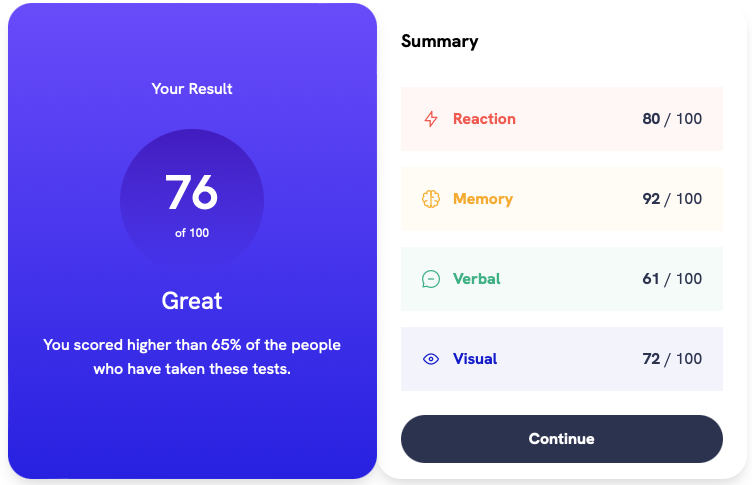 Your Result
76
of 100
Great
You scored higher than 65% of the people
who have taken these tests.
Summary
Reaction 80 / 100
Memory 92 / 100
Verbal 61 / 100
Visual 72 / 100
Continue